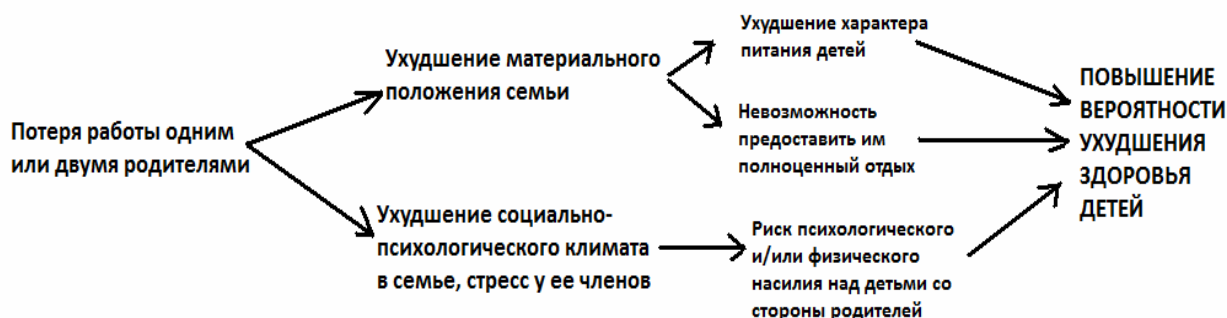 Потеря работы одним
или двумя родителями
Ухудшение материального
положения семьи
Ухудшение социально-
психологического климата
в семье, стресс у ее членов
Ухудшение характера
питания детей
Невозможность
предоставить им
полноценный отдых
Риск психологического
и/или физического
насилия над детьми со
стороны родителей
ПОВЫШЕНИЕ
ВЕРОЯТНОСТИ
УХУДШЕНИЯ
ЗДОРОВЬЯ
ДЕТЕЙ